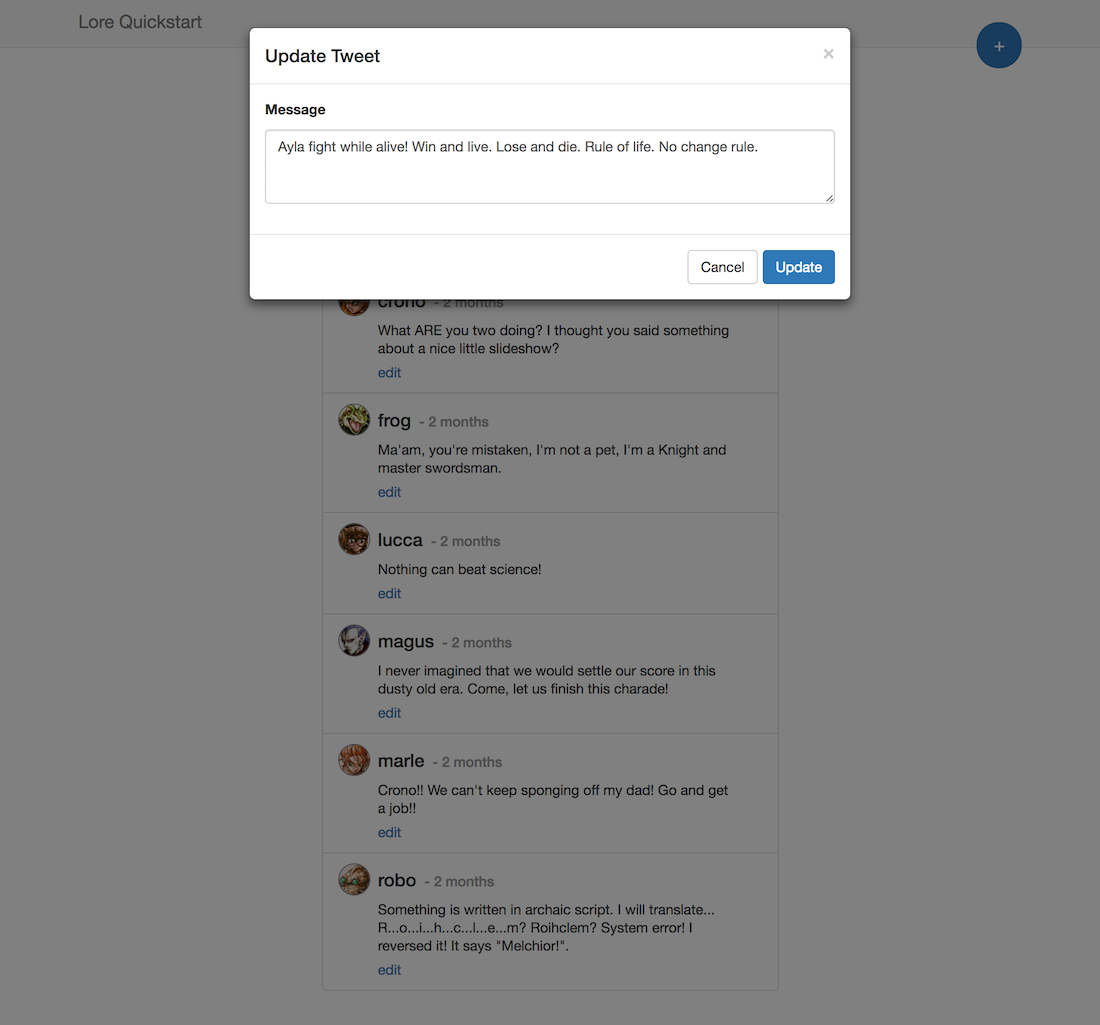 Lore Quickstart
+
Update Tweet
×
Message
Ayla fight while alive! Win and live. Lose and die. Rule of life. No change rule.
Cancel Update
crono - 2 months
What ARE you two doing? I thought you said something
about a nice little slideshow?
edit
frog - 2 months
Ma'am, you're mistaken, I'm not a pet, I'm a Knight and
master swordsman.
edit
lucca - 2 months
Nothing can beat science!
edit
magus - 2 months
I never imagined that we would settle our score in this
dusty old era. Come, let us finish this charade!
edit
marle - 2 months
Crono!! We can't keep sponging off my dad! Go and get
a job!!
edit
robo - 2 months
Something is written in archaic script. I will translate...
R...o...i...h...c...l...e...m? Roihclem? System error! I
reversed it! It says "Melchior!".
edit